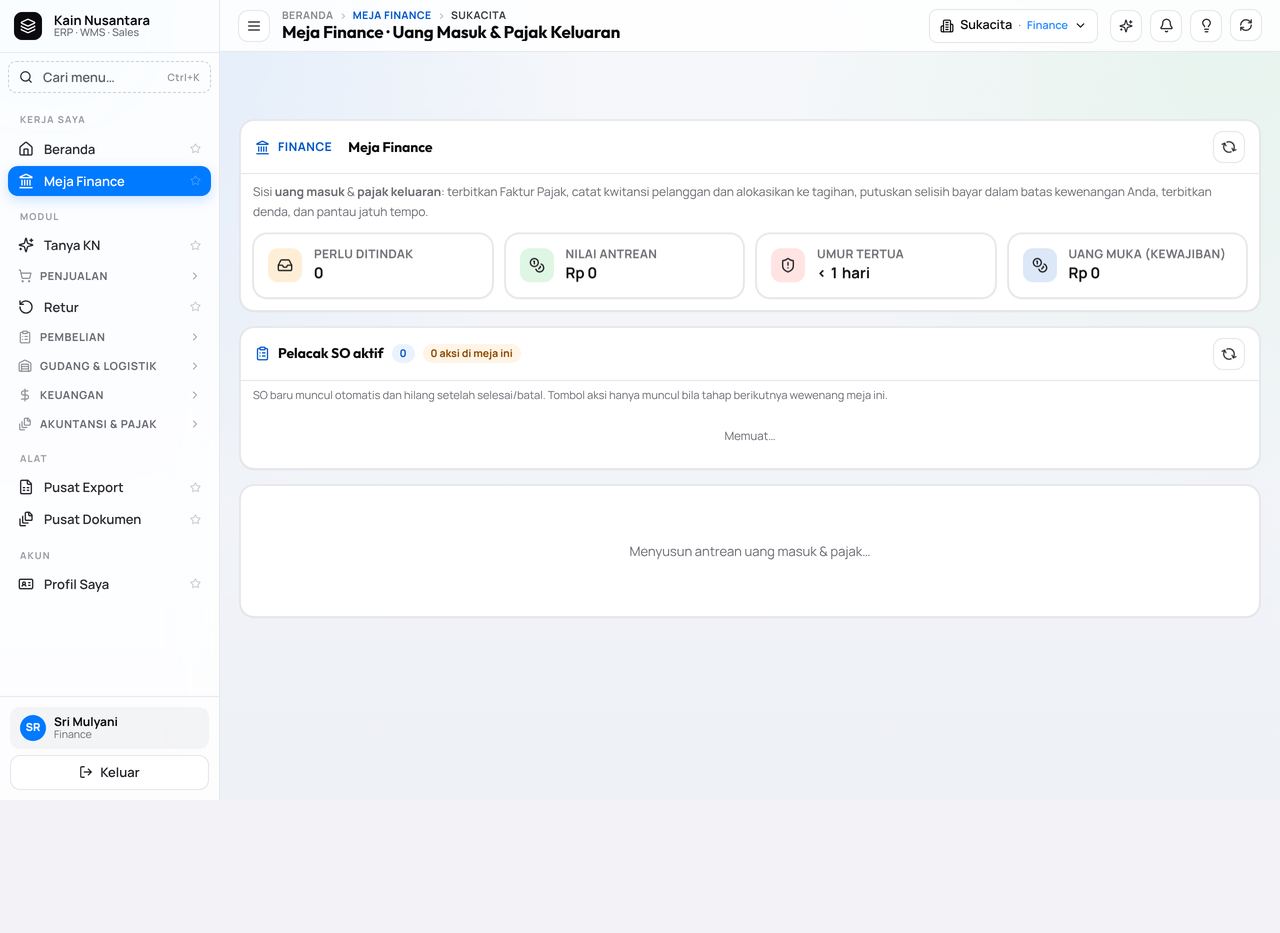 Kain Nusantara
ERP · WMS · Sales
Cari menu...
Ctrl+K
KERJA SAYA
Beranda
Meja Finance
MODUL
Tanya KN
PENJUALAN
Retur
PEMBELIAN
GUDANG & LOGISTIK
KEUANGAN
AKUNTANSI & PAJAK
ALAT
Pusat Export
Pusat Dokumen
AKUN
Profil Saya
SR
Sri Mulyani
Finance
Keluar
BERANDA > MEJA FINANCE > SUKACITA
Meja Finance · Uang Masuk & Pajak Keluaran
Sukacita · Finance
FINANCE Meja Finance
Sisi uang masuk & pajak keluaran: terbitkan Faktur Pajak, catat kwitansi pelanggan dan alokasikan ke tagihan, putuskan selisih bayar dalam batas kewenangan Anda, terbitkan
denda, dan pantau jatuh tempo.
PERLU DITINDAK
0
NILAI ANTREAN
Rp 0
UMUR TERTUA
< 1 hari
UANG MUKA (KEWAJIBAN)
Rp 0
Pelacak SO aktif 0 0 aksi di meja ini
SO baru muncul otomatis dan hilang setelah selesai/batal. Tombol aksi hanya muncul bila tahap berikutnya wewenang meja ini.
Memuat...
Menyusun antrean uang masuk & pajak...